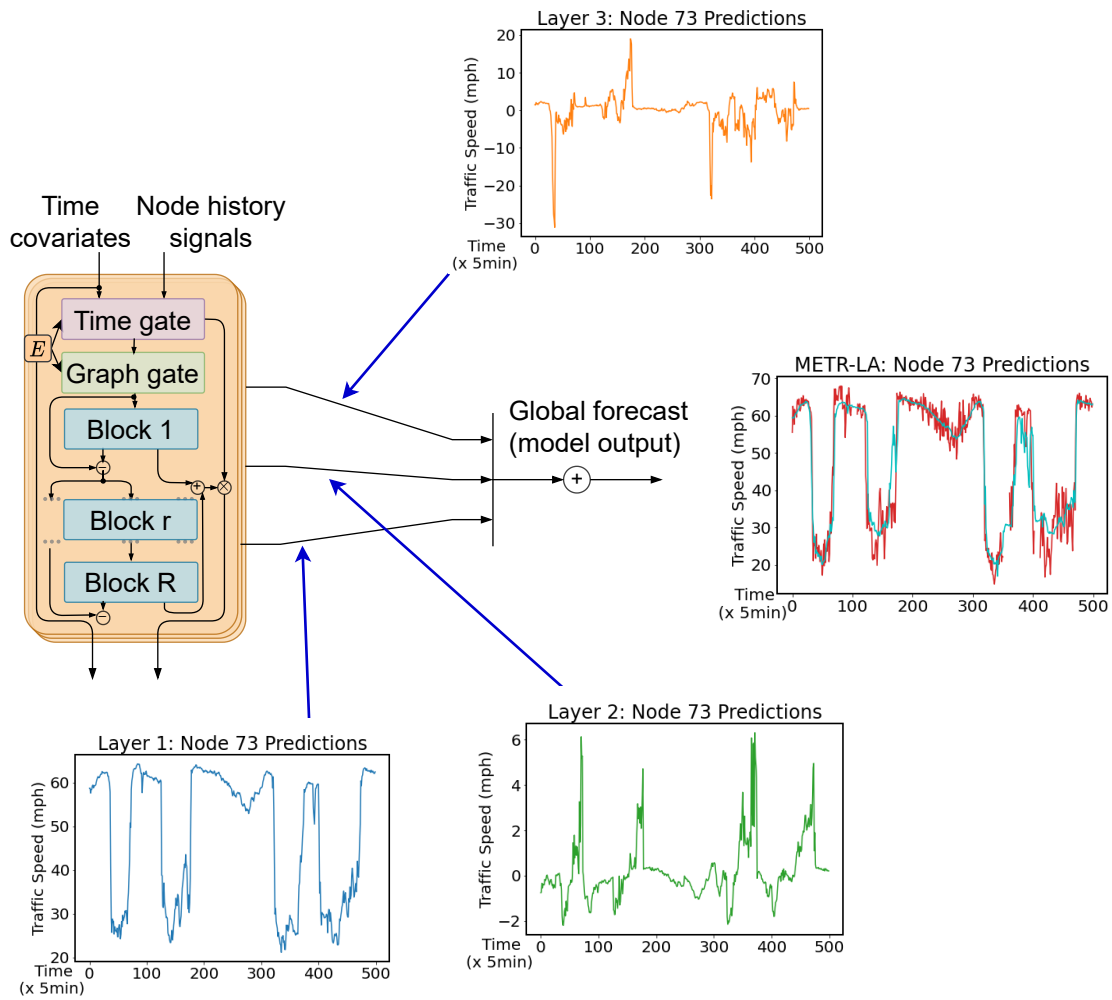 Layer 3: Node 73 Predictions
Traffic Speed (mph)
20
10
0
−10
−20
−30
Time
(x 5min)
0 100 200 300 400 500
Time
covariates
Node history
signals
E
Time gate
Graph gate
Block 1
−
+ ×
Block r
Block R
−
Global forecast
(model output)
+
METR-LA: Node 73 Predictions
Traffic Speed (mph)
70
60
50
40
30
20
Time
(x 5min)
0 100 200 300 400 500
Layer 1: Node 73 Predictions
Traffic Speed (mph)
60
50
40
30
20
Time
(x 5min)
0 100 200 300 400 500
Layer 2: Node 73 Predictions
Traffic Speed (mph)
6
4
2
0
−2
Time
(x 5min)
0 100 200 300 400 500